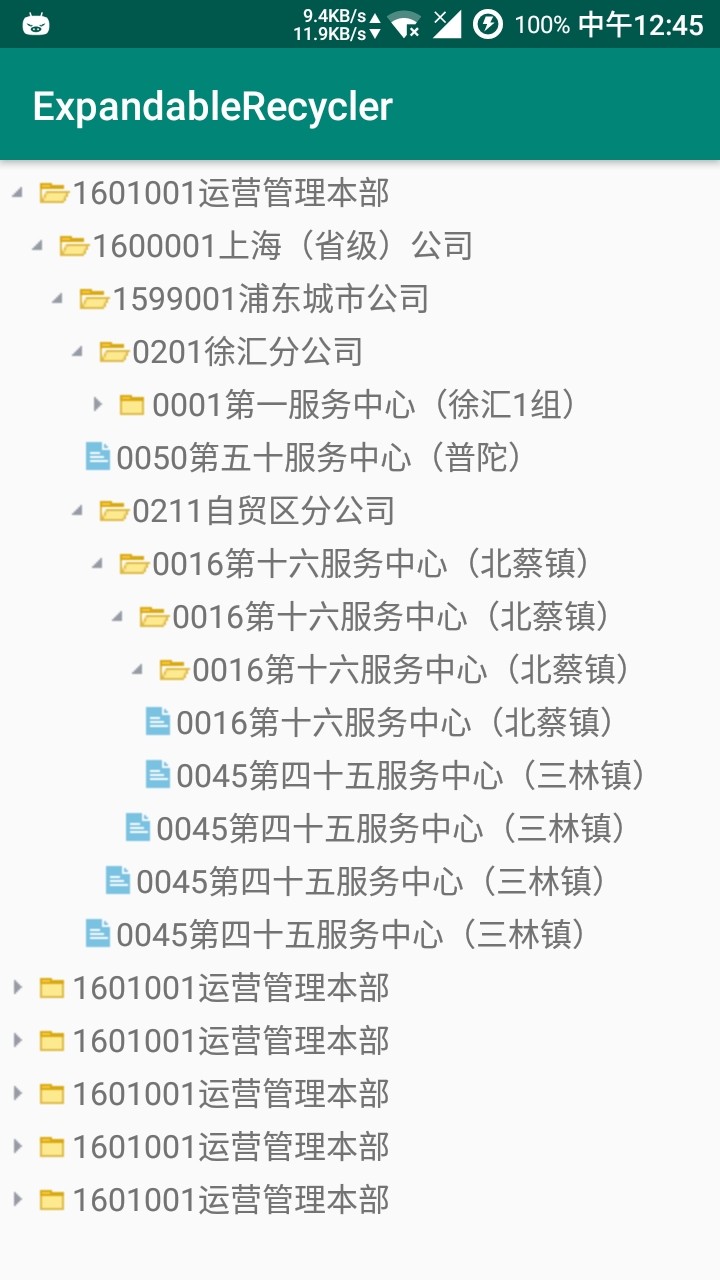 9.4KB/s
11.9KB/s
100% 中午12:45
ExpandableRecycler
1601001运营管理本部
1600001上海（省级）公司
1599001浦东城市公司
0201徐汇分公司
0001第一服务中心（徐汇1组）
0050第五十服务中心（普陀）
0211自贸区分公司
0016第十六服务中心（北蔡镇）
0016第十六服务中心（北蔡镇）
0016第十六服务中心（北蔡镇）
0016第十六服务中心（北蔡镇）
0045第四十五服务中心（三林镇）
0045第四十五服务中心（三林镇）
0045第四十五服务中心（三林镇）
0045第四十五服务中心（三林镇）
1601001运营管理本部
1601001运营管理本部
1601001运营管理本部
1601001运营管理本部
1601001运营管理本部